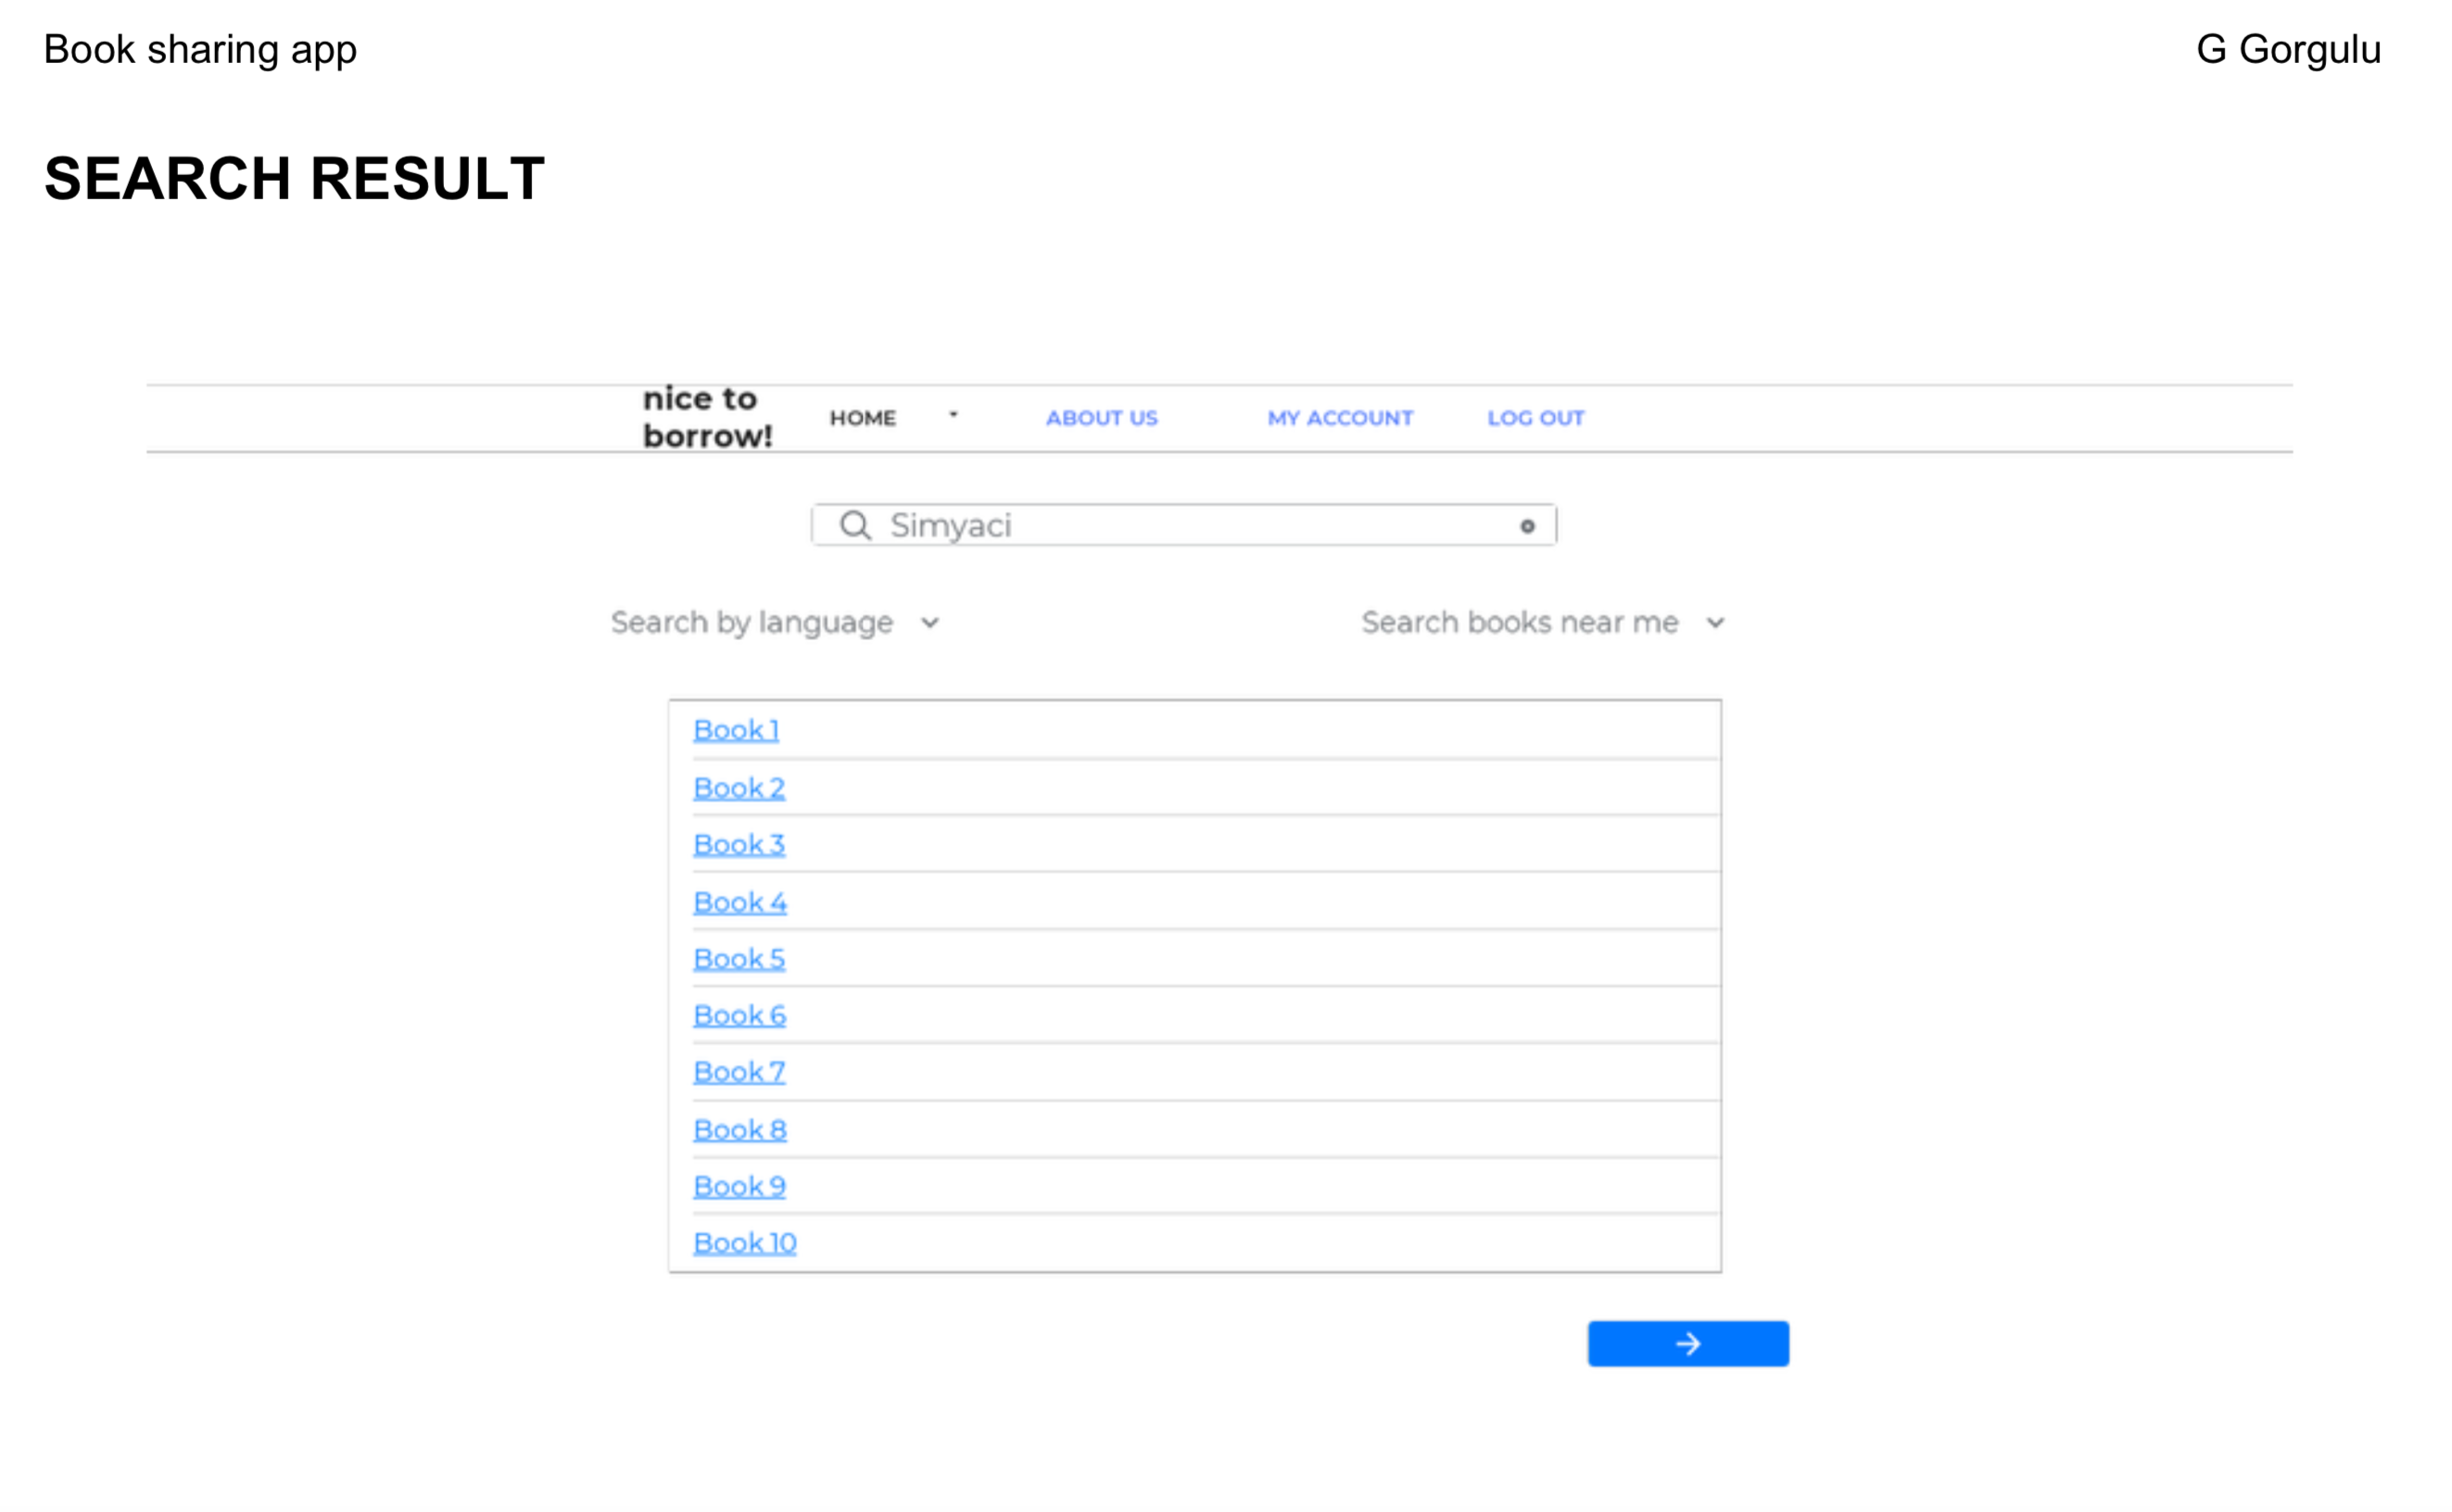 Book sharing app
G Gorgulu
SEARCH RESULT
nice to
borrow!
HOME
ABOUT US
MY ACCOUNT
LOG OUT
Simyaci
Search by language
Search books near me
Book 1
Book 2
Book 3
Book 4
Book 5
Book 6
Book 7
Book 8
Book 9
Book 10